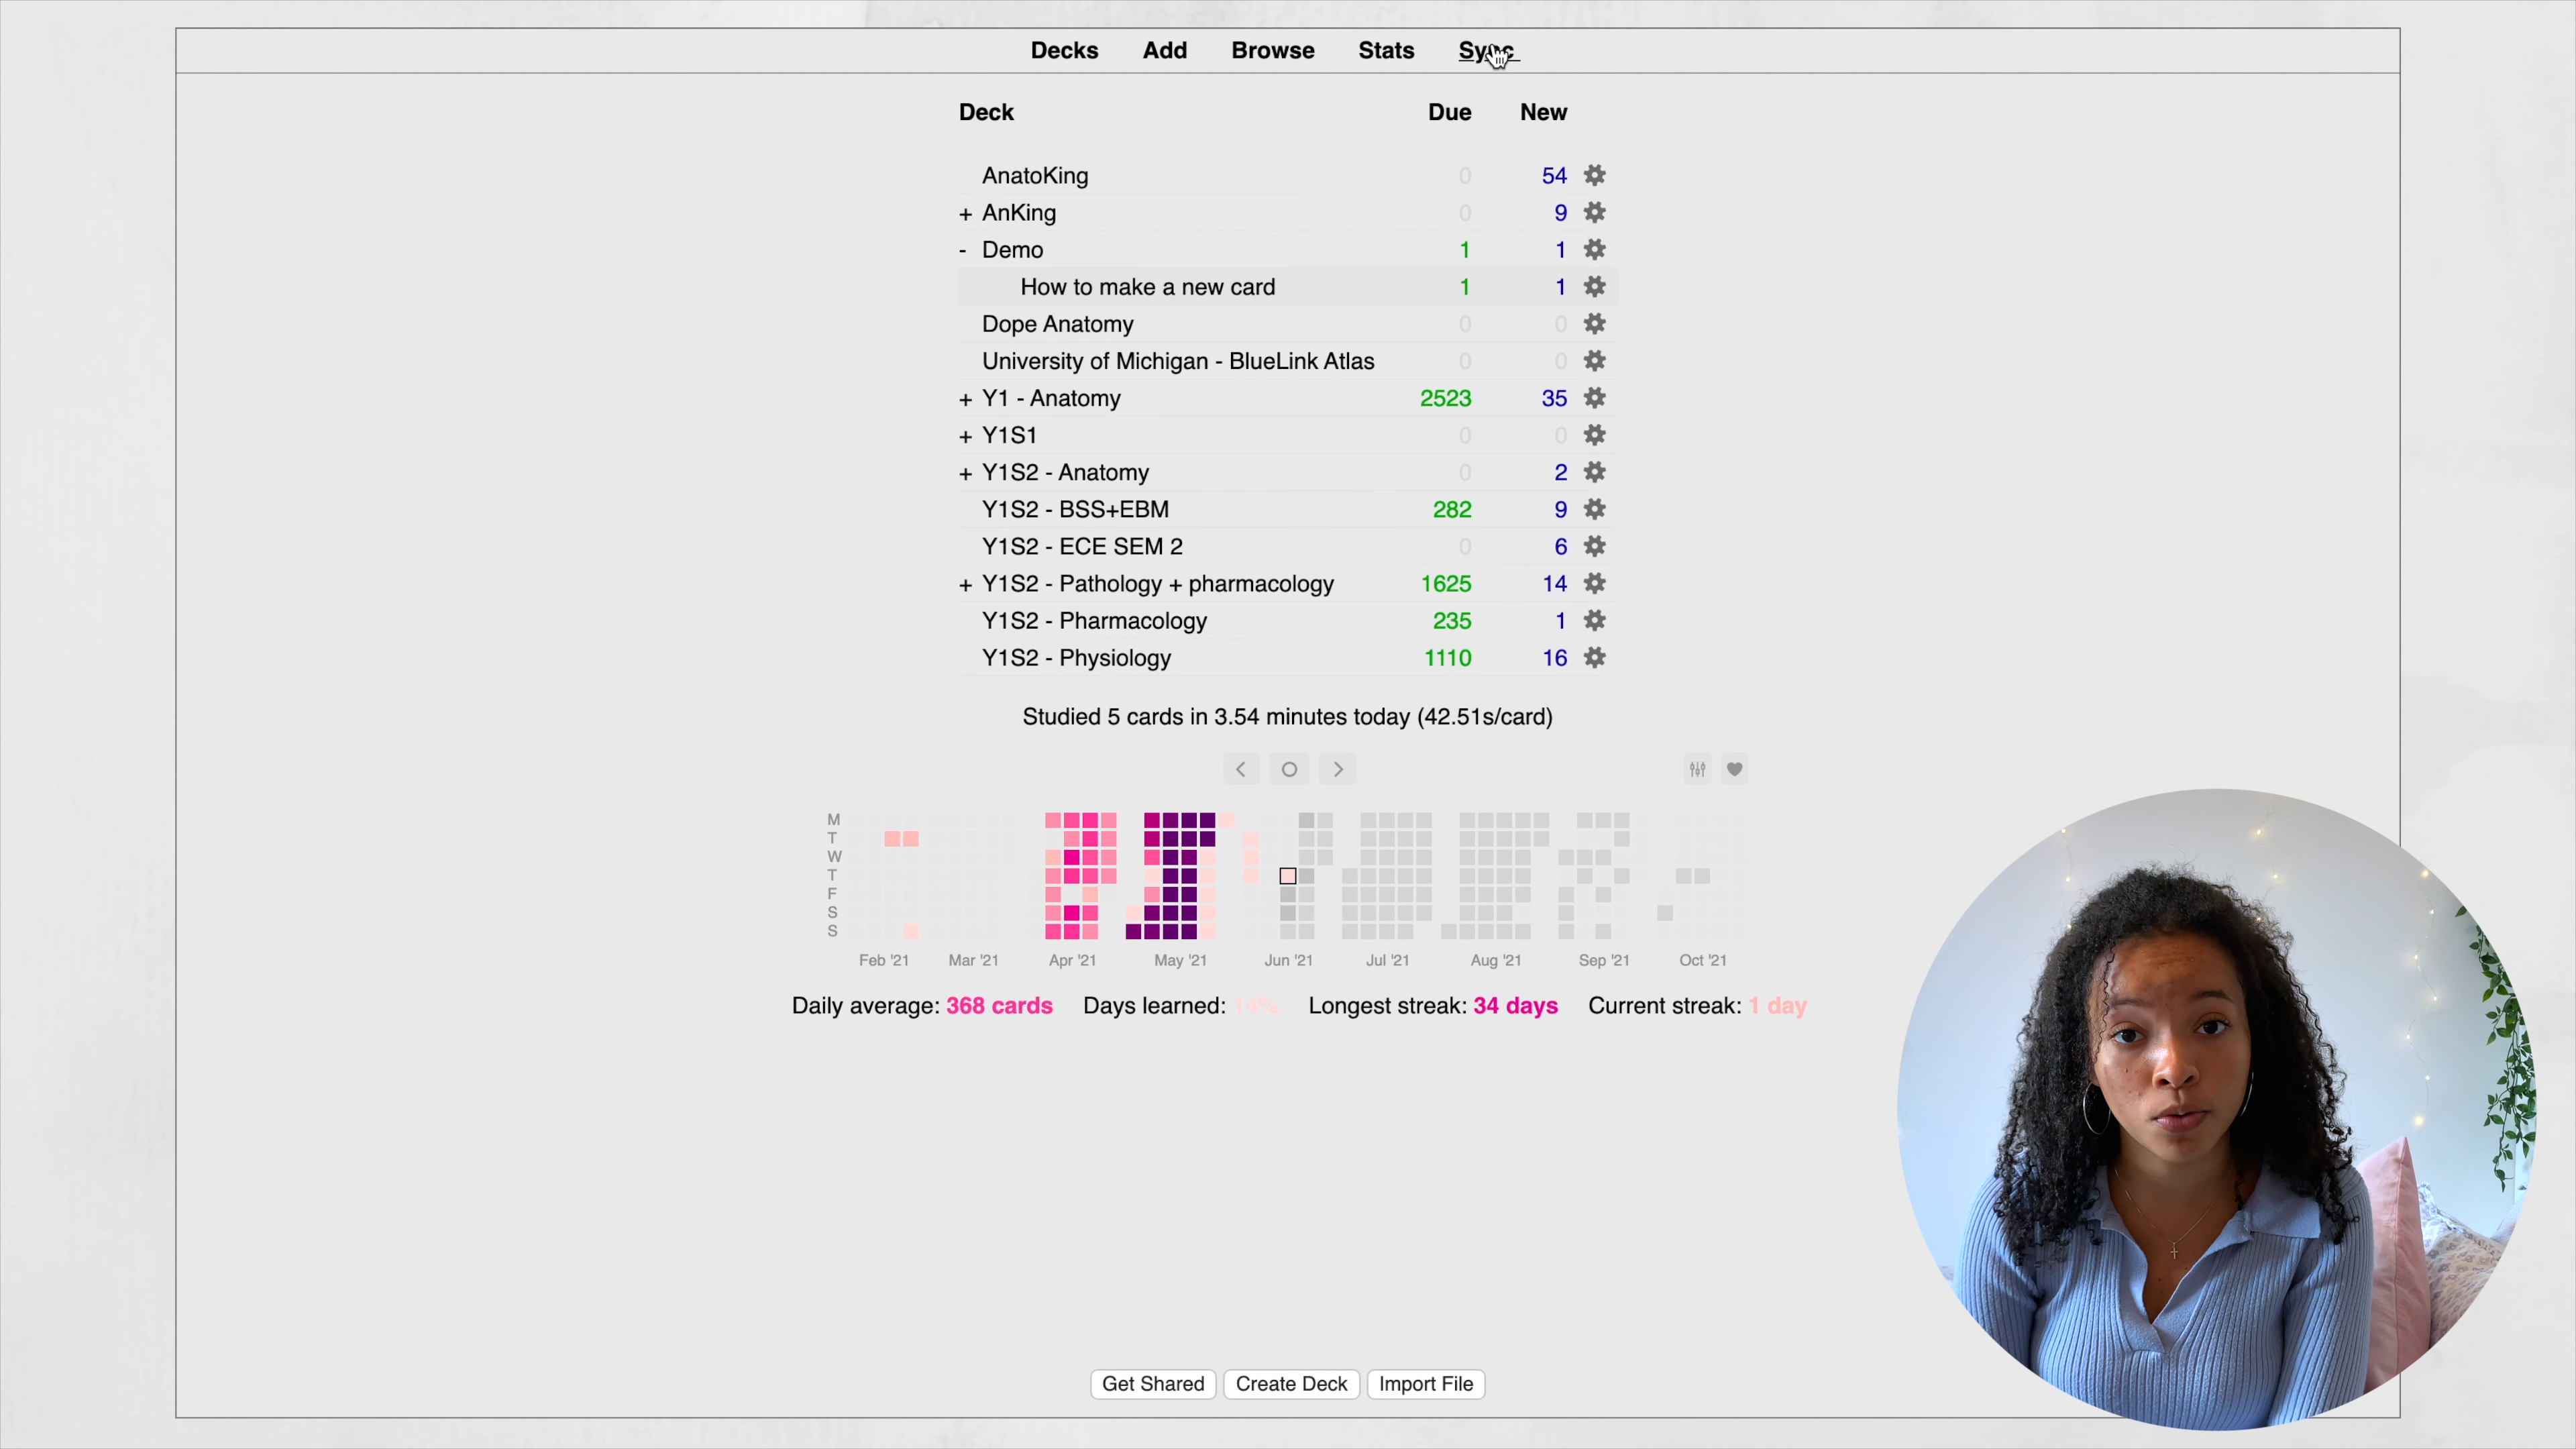 Decks Add Browse Stats Sync
Deck Due New
AnatoKing 0 54
+ AnKing 0 9
- Demo 1 1
How to make a new card 1 1
Dope Anatomy 0 0
University of Michigan - BlueLink Atlas 0 0
+ Y1 - Anatomy 2523 35
+ Y1S1 0 0
+ Y1S2 - Anatomy 0 2
Y1S2 - BSS+EBM 282 9
Y1S2 - ECE SEM 2 0 6
+ Y1S2 - Pathology + pharmacology 1625 14
Y1S2 - Pharmacology 235 1
Y1S2 - Physiology 1110 16
Studied 5 cards in 3.54 minutes today (42.51s/card)
M
T
W
T
F
S
S
Feb '21 Mar '21 Apr '21 May '21 Jun '21 Jul '21 Aug '21 Sep '21 Oct '21
Daily average: 368 cards Days learned: 14% Longest streak: 34 days Current streak: 1 day
Get Shared Create Deck Import File